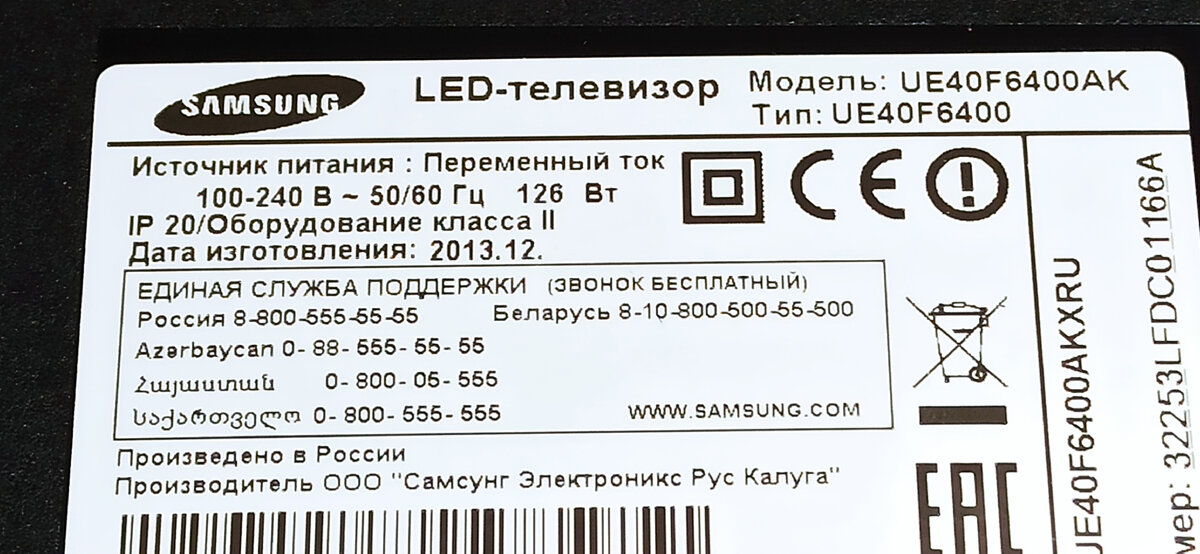 SAMSUNG
LED-телевизор
Модель: UE40F6400AK
Тип: UE40F6400
Источник питания : Переменный ток
100-240 В ~ 50/60 Гц 126 Вт
IP 20/Оборудование класса II
Дата изготовления: 2013.12.
CE
ЕДИНАЯ СЛУЖБА ПОДДЕРЖКИ (ЗВОНОК БЕСПЛАТНЫЙ)
Россия 8-800-555-55-55 Беларусь 8-10-800-500-55-500
Azərbaycan 0- 88- 555- 55- 55
Հայաստան 0- 800- 05- 555
საქართველო 0- 800- 555- 555 WWW.SAMSUNG.COM
Произведено в России
Производитель ООО "Самсунг Электроникс Рус Калуга"
EAC
UE40F6400AKXRU
мер: 32253LFDC01166A